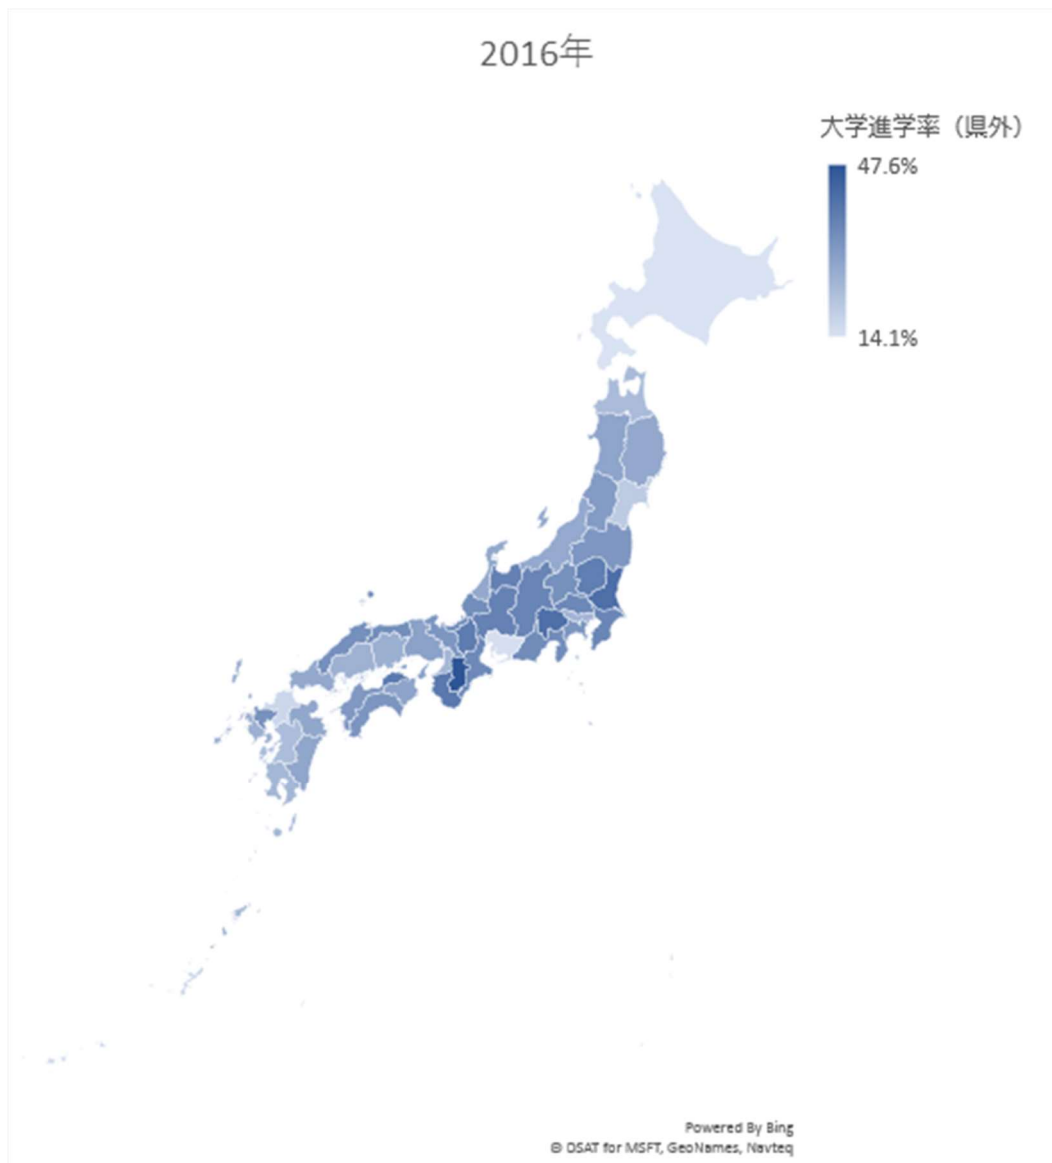 2016年
大学進学率（県外）
47.6%
14.1%
Powered By Bing
© DSAT for MSFT, GeoNames, Navteq